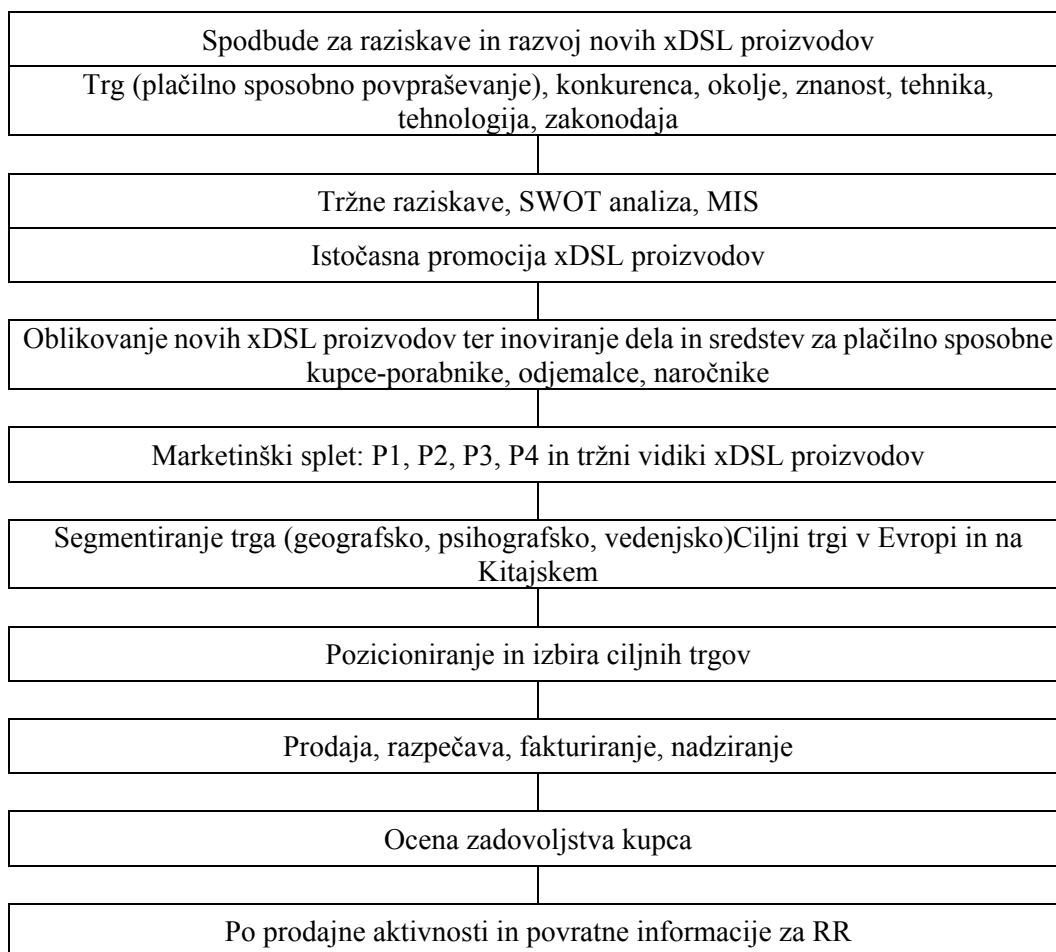 Spodbude za raziskave in razvoj novih xDSL proizvodov
Trg (plačilno sposobno povpraševanje), konkurenca, okolje, znanost, tehnika,
tehnologija, zakonodaja
Tržne raziskave, SWOT analiza, MIS
Istočasna promocija xDSL proizvodov
Oblikovanje novih xDSL proizvodov ter inoviranje dela in sredstev za plačilno sposobne
kupce-porabnike, odjemalce, naročnike
Marketinški splet: P1, P2, P3, P4 in tržni vidiki xDSL proizvodov
Segmentiranje trga (geografsko, psihografsko, vedenjsko)Ciljni trgi v Evropi in na
Kitajskem
Pozicioniranje in izbira ciljnih trgov
Prodaja, razpečava, fakturiranje, nadziranje
Ocena zadovoljstva kupca
Po prodajne aktivnosti in povratne informacije za RR